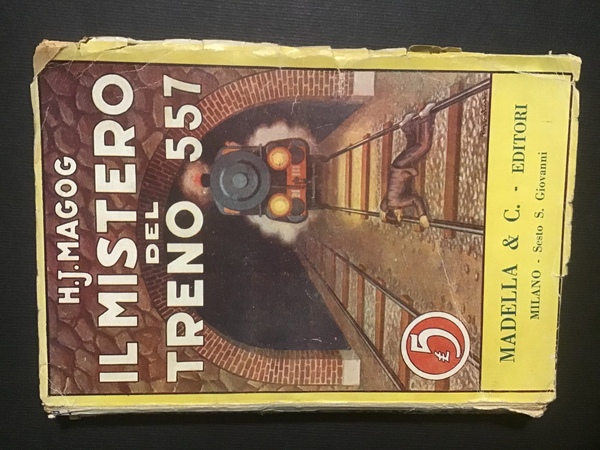 H.J. MAGOG
IL MISTERO
DEL
TRENO 557
£ 5
MADELLA & C. - EDITORI
MILANO - Sesto S. Giovanni